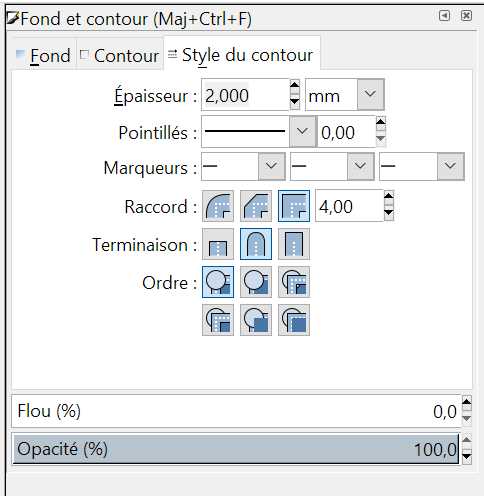 Fond et contour (Maj+Ctrl+F)
Fond Contour Style du contour
Épaisseur : 2,000 mm
Pointillés : 0,00
Marqueurs :
Raccord : 4,00
Terminaison :
Ordre :
Flou (%) 0,0
Opacité (%) 100,0